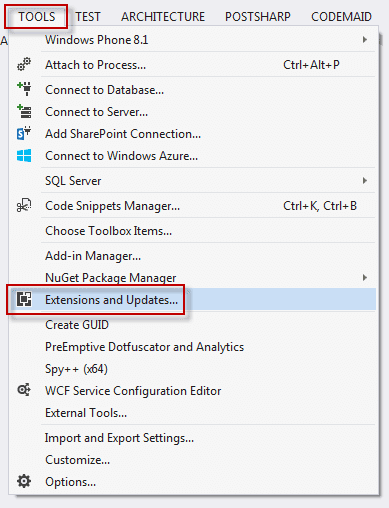 TOOLS TEST ARCHITECTURE POSTSHARP CODEMAID
Windows Phone 8.1
Attach to Process... Ctrl+Alt+P
Connect to Database...
Connect to Server...
Add SharePoint Connection...
Connect to Windows Azure...
SQL Server
Code Snippets Manager... Ctrl+K, Ctrl+B
Choose Toolbox Items...
Add-in Manager...
NuGet Package Manager
Extensions and Updates...
Create GUID
PreEmptive Dotfuscator and Analytics
Spy++ (x64)
WCF Service Configuration Editor
External Tools...
Import and Export Settings...
Customize...
Options...